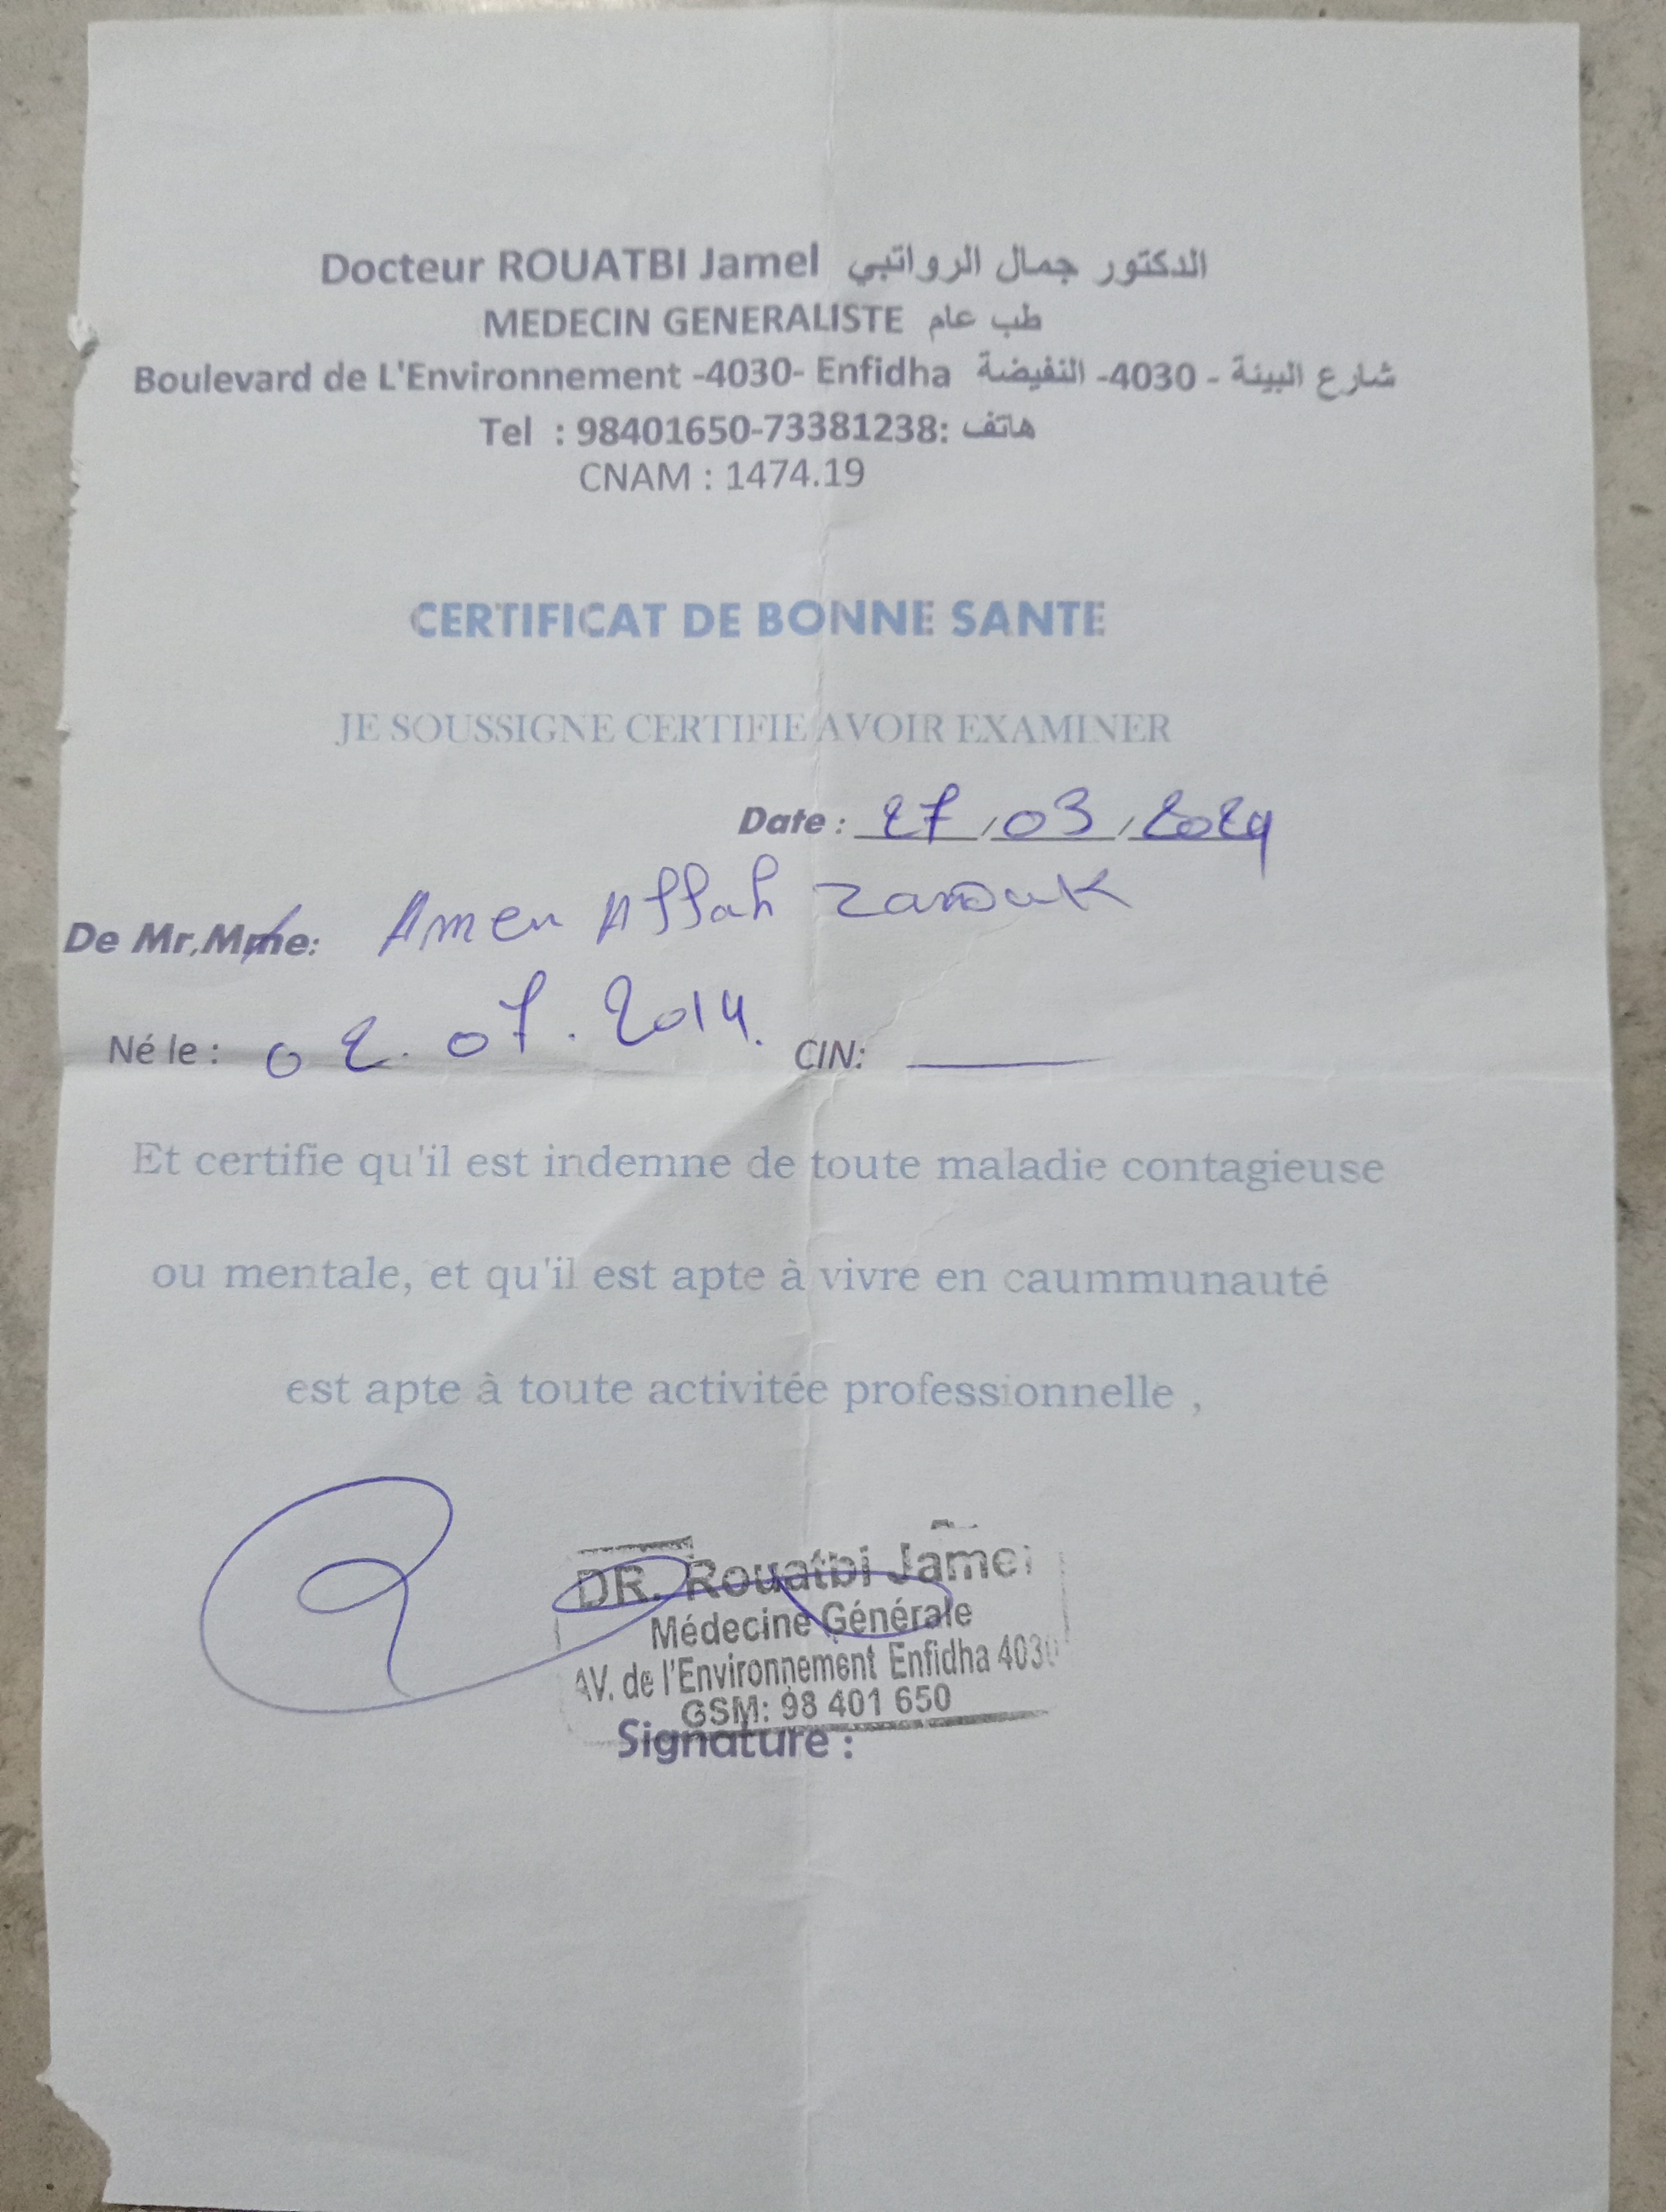 Docteur ROUATBI Jamel الدكتور جمال الرواتبي
MEDECIN GENERALISTE طب عام
Boulevard de L'Environnement -4030- Enfidha شارع البيئة - 4030- النفيضة
Tel : 98401650-73381238: هاتف
CNAM : 1474.19
CERTIFICAT DE BONNE SANTE
JE SOUSSIGNE CERTIFIE AVOIR EXAMINER
Date : 27/03/2024
De Mr.Mme: Amen Allah Zarrouk
Né le : 02.07.2014. CIN:
Et certifie qu'il est indemne de toute maladie contagieuse
ou mentale, et qu'il est apte à vivre en caummunauté
est apte à toute activitée professionnelle ,
DR. Rouatbi Jamel
Médecine Générale
AV. de l'Environnement Enfidha 4030
GSM: 98 401 650
Signature :